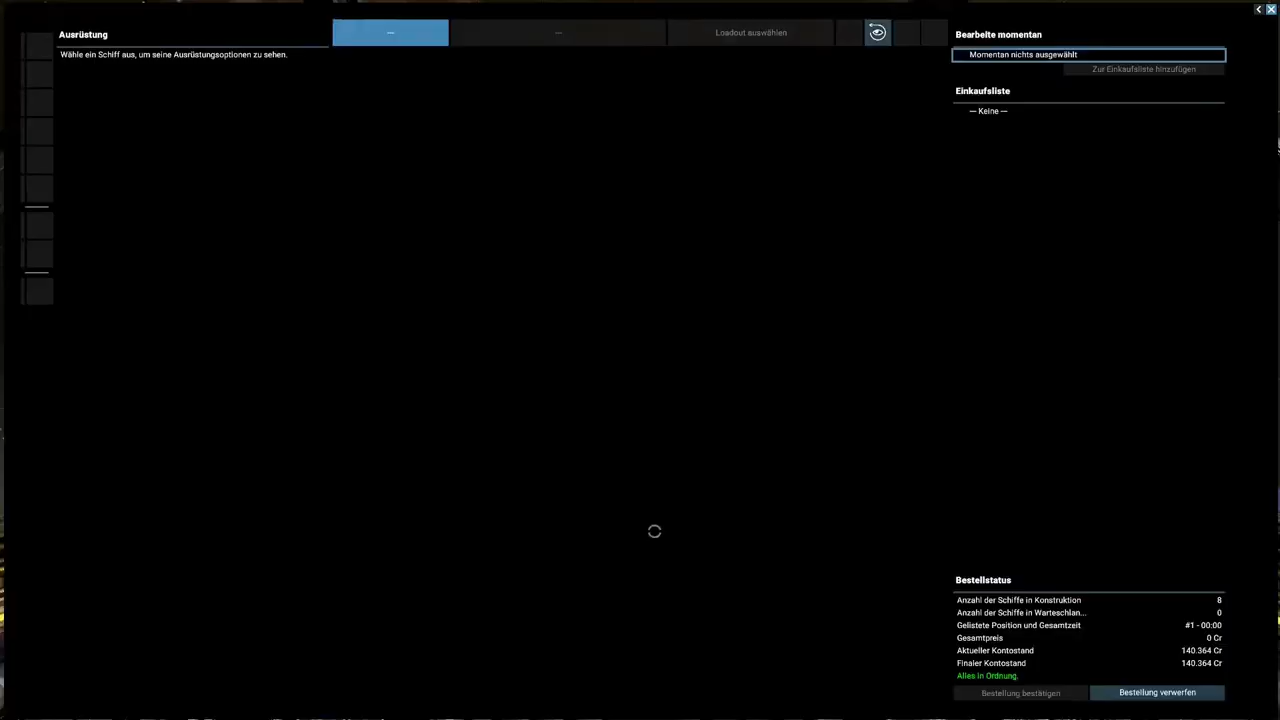 Ausrüstung
Wähle ein Schiff aus, um seine Ausrüstungsoptionen zu sehen.
—
—
Loadout auswählen
Bearbeite momentan
Momentan nichts ausgewählt
Zur Einkaufsliste hinzufügen
Einkaufsliste
— Keine —
Bestellstatus
Anzahl der Schiffe in Konstruktion 8
Anzahl der Schiffe in Warteschlan... 0
Gelistete Position und Gesamtzeit #1 - 00:00
Gesamtpreis 0 Cr
Aktueller Kontostand 140.364 Cr
Finaler Kontostand 140.364 Cr
Alles in Ordnung.
Bestellung bestätigen Bestellung verwerfen